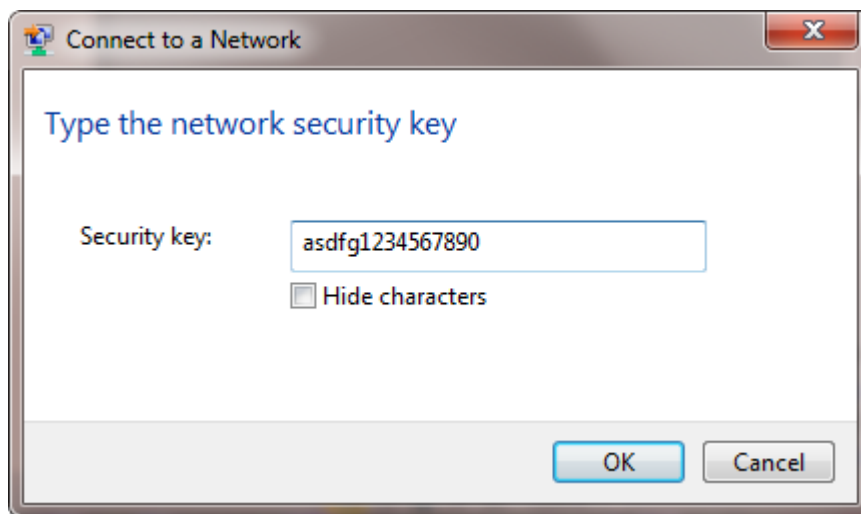 Connect to a Network
Type the network security key
Security key: asdfg1234567890
Hide characters
OK Cancel